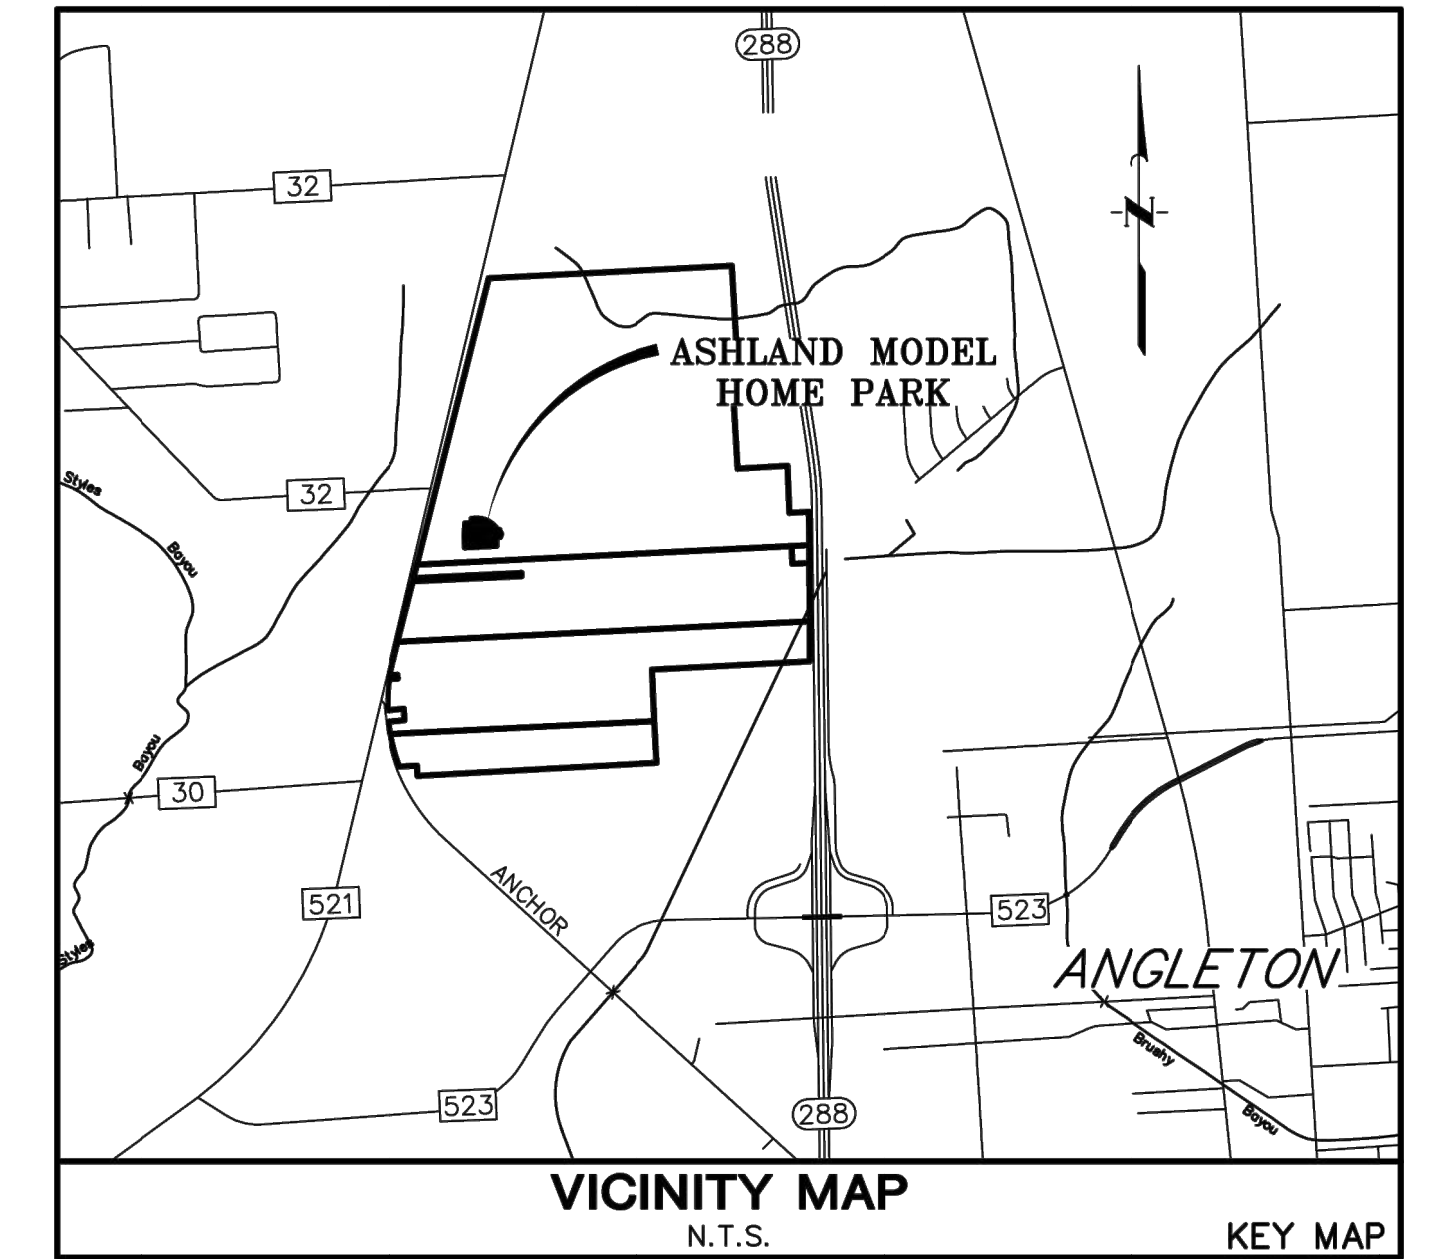 288
32
N
ASHLAND MODEL
HOME PARK
32
Styles
Bayou
Bayou
30
521
ANCHOR
523
Styles
ANGLETON
Brushy
523
288
Bayou
VICINITY MAP
N.T.S.
KEY MAP